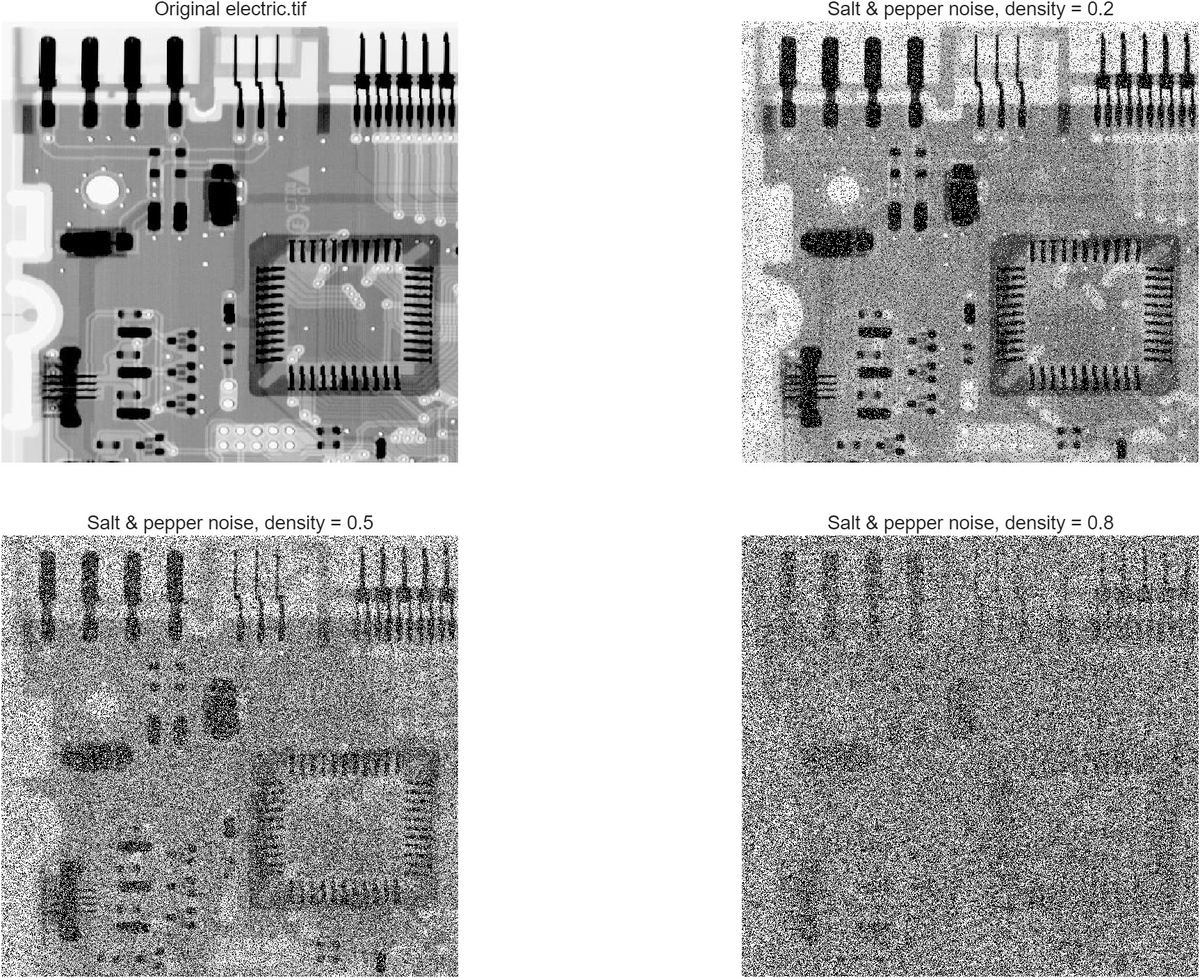 Original electric.tif
Salt & pepper noise, density = 0.2
Salt & pepper noise, density = 0.5
Salt & pepper noise, density = 0.8